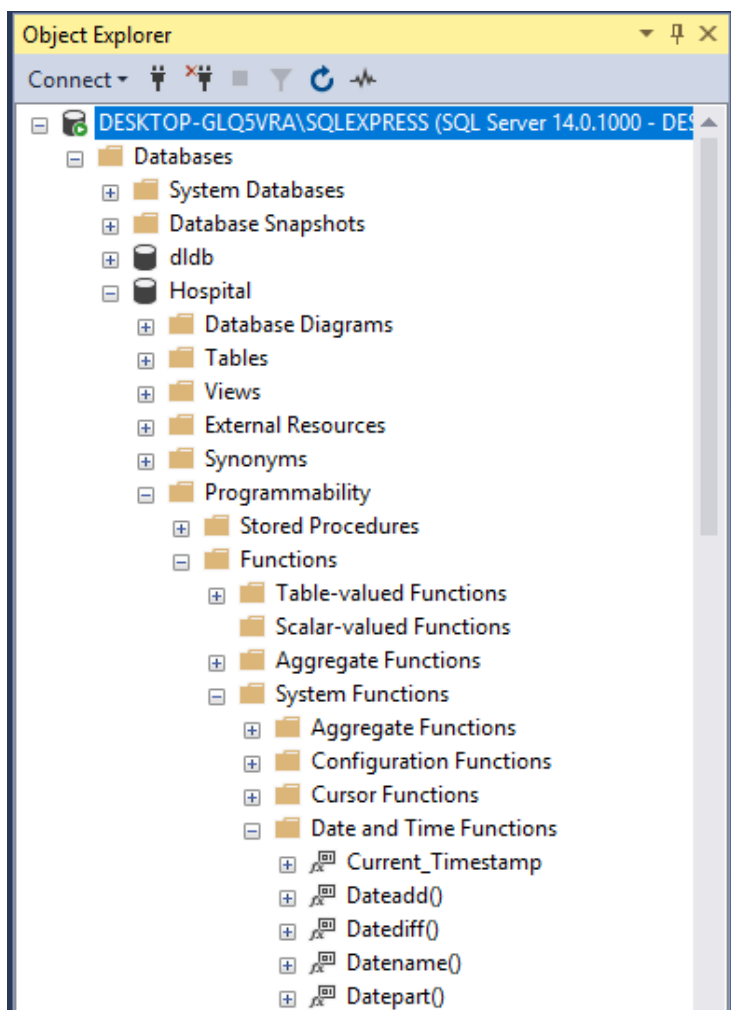 Object Explorer
Connect
DESKTOP-GLQ5VRA\SQLEXPRESS (SQL Server 14.0.1000 - DES
Databases
System Databases
Database Snapshots
dldb
Hospital
Database Diagrams
Tables
Views
External Resources
Synonyms
Programmability
Stored Procedures
Functions
Table-valued Functions
Scalar-valued Functions
Aggregate Functions
System Functions
Aggregate Functions
Configuration Functions
Cursor Functions
Date and Time Functions
Current_Timestamp
Dateadd()
Datediff()
Datename()
Datepart()